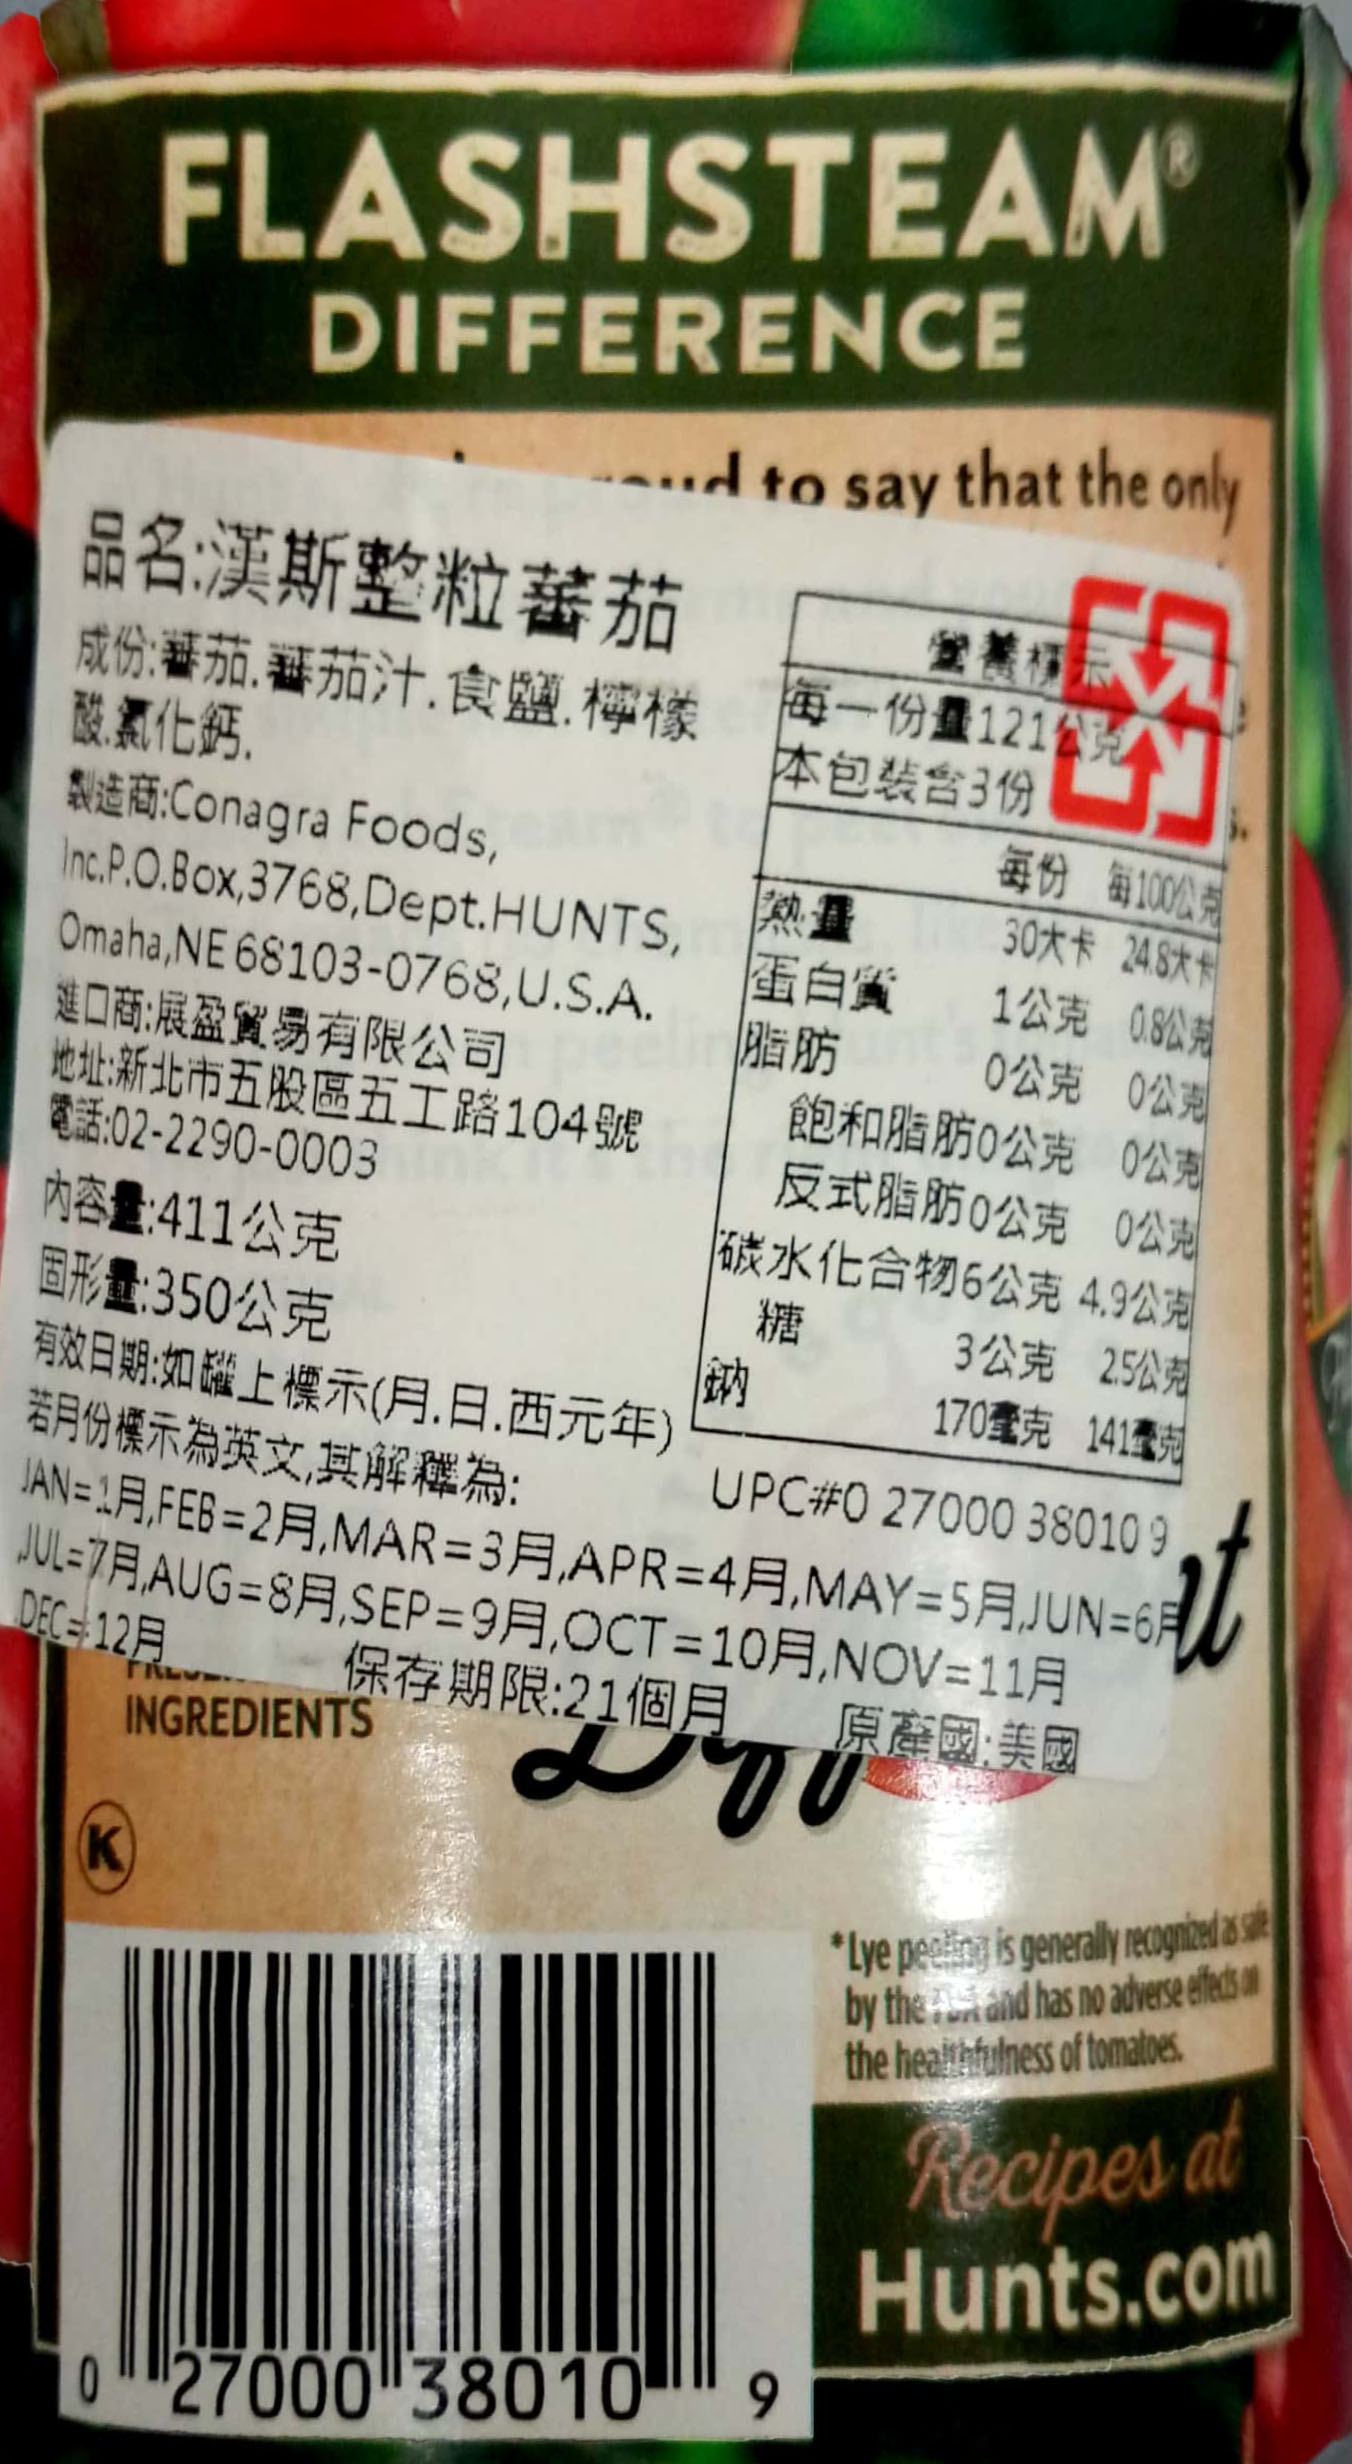 FLASHSTEAM®
DIFFERENCE
to say that the only
品名:漢斯整粒蕃茄
成份:蕃茄.蕃茄汁.食鹽.檸檬
酸.氯化鈣.
製造商:Conagra Foods,
Inc.P.O.Box,3768,Dept.HUNTS,
Omaha,NE 68103-0768,U.S.A.
進口商:展盈貿易有限公司
地址:新北市五股區五工路104號
電話:02-2290-0003
內容量:411公克
固形量:350公克
有效日期:如罐上標示(月.日.西元年)
若月份標示為英文,其解釋為:
JAN=1月,FEB=2月,MAR=3月,APR=4月,MAY=5月,JUN=6月
JUL=7月,AUG=8月,SEP=9月,OCT=10月,NOV=11月
DEC=12月
保存期限:21個月 原產國:美國
營養標示
每一份量121公克
本包裝含3份
每份 每100公克
熱量 30大卡 24.8大卡
蛋白質 1公克 0.8公克
脂肪 0公克 0公克
飽和脂肪0公克 0公克
反式脂肪0公克 0公克
碳水化合物6公克 4.9公克
糖 3公克 2.5公克
鈉 170毫克 141毫克
UPC#0 27000 38010 9
INGREDIENTS
K
*Lye peeling is generally recognized as safe
by the FDA and has no adverse effects on
the healthfulness of tomatoes.
Recipes at
Hunts.com
0 27000 38010 9